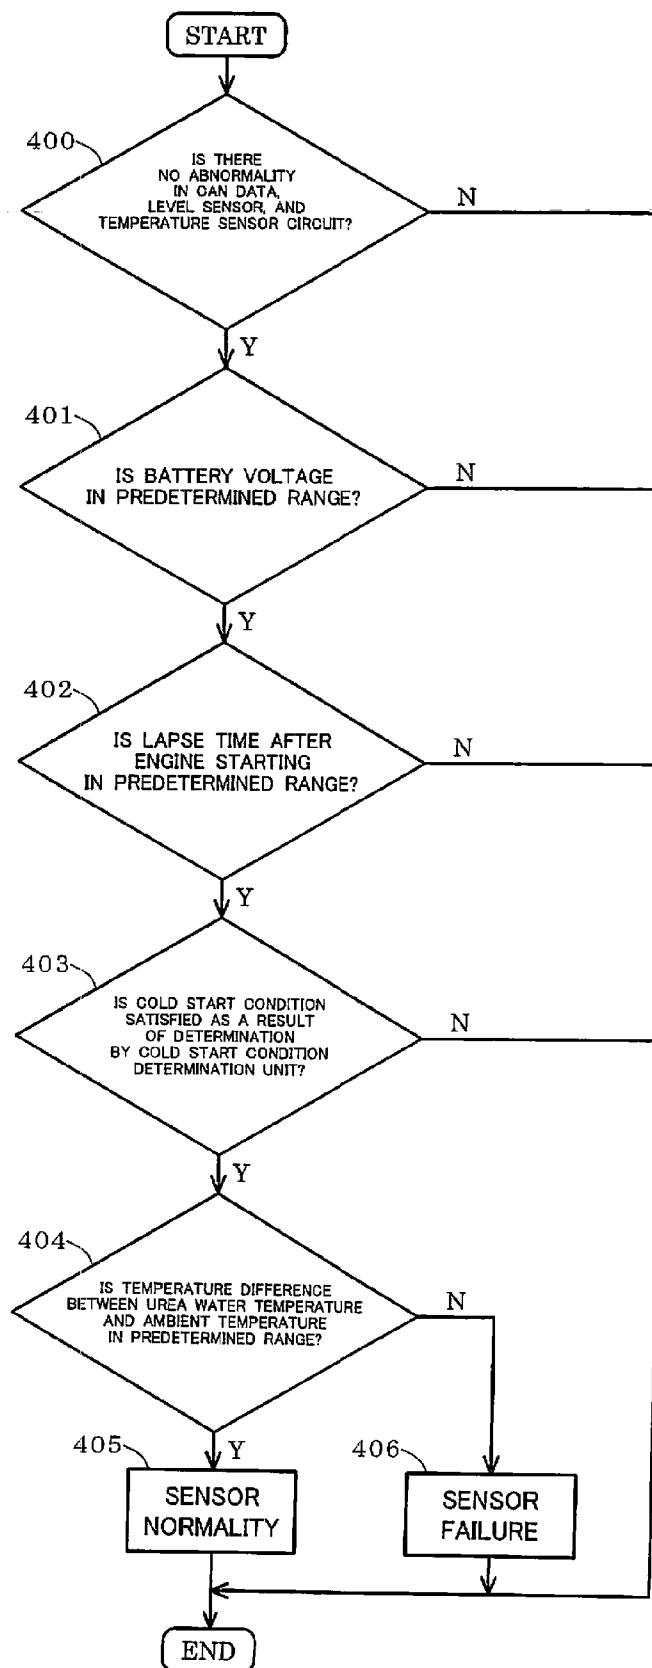 START
400
IS THERE
NO ABNORMALITY
IN CAN DATA,
LEVEL SENSOR, AND
TEMPERATURE SENSOR CIRCUIT?
N
Y
401
IS BATTERY VOLTAGE
IN PREDETERMINED RANGE?
N
Y
402
IS LAPSE TIME AFTER
ENGINE STARTING
IN PREDETERMINED RANGE?
N
Y
403
IS COLD START CONDITION
SATISFIED AS A RESULT
OF DETERMINATION
BY COLD START CONDITION
DETERMINATION UNIT?
N
Y
404
IS TEMPERATURE DIFFERENCE
BETWEEN UREA WATER TEMPERATURE
AND AMBIENT TEMPERATURE
IN PREDETERMINED RANGE?
N
Y
405
SENSOR
NORMALITY
406
SENSOR
FAILURE
END